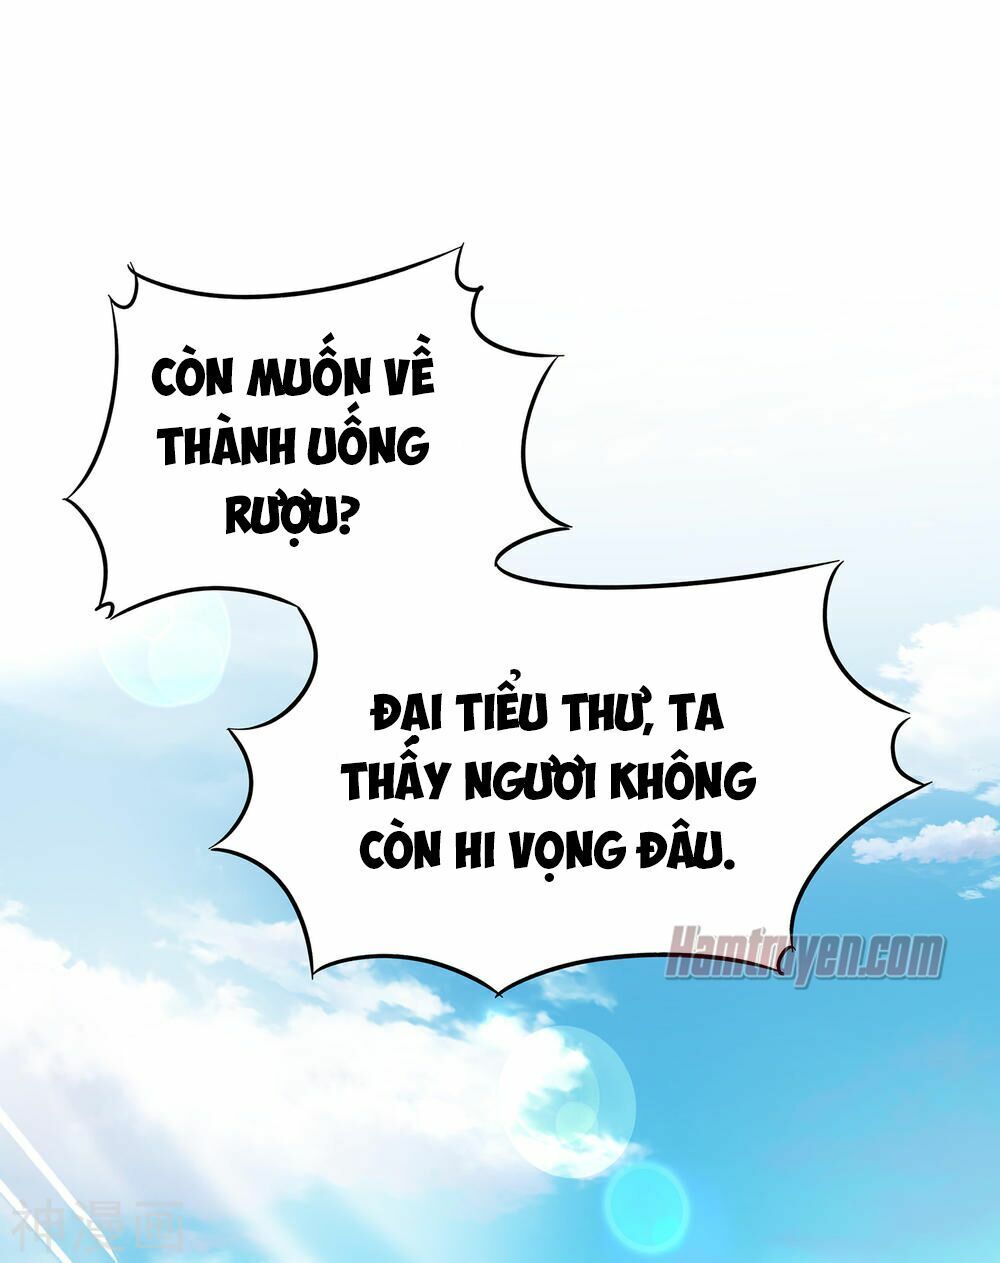 CÒN MUỐN VỀ
THÀNH UỐNG
RƯỢU?
ĐẠI TIỂU THƯ, TA
THẤY NGƯƠI KHÔNG
CÒN HI VỌNG ĐÂU.
Hamtruyen.com
神漫画